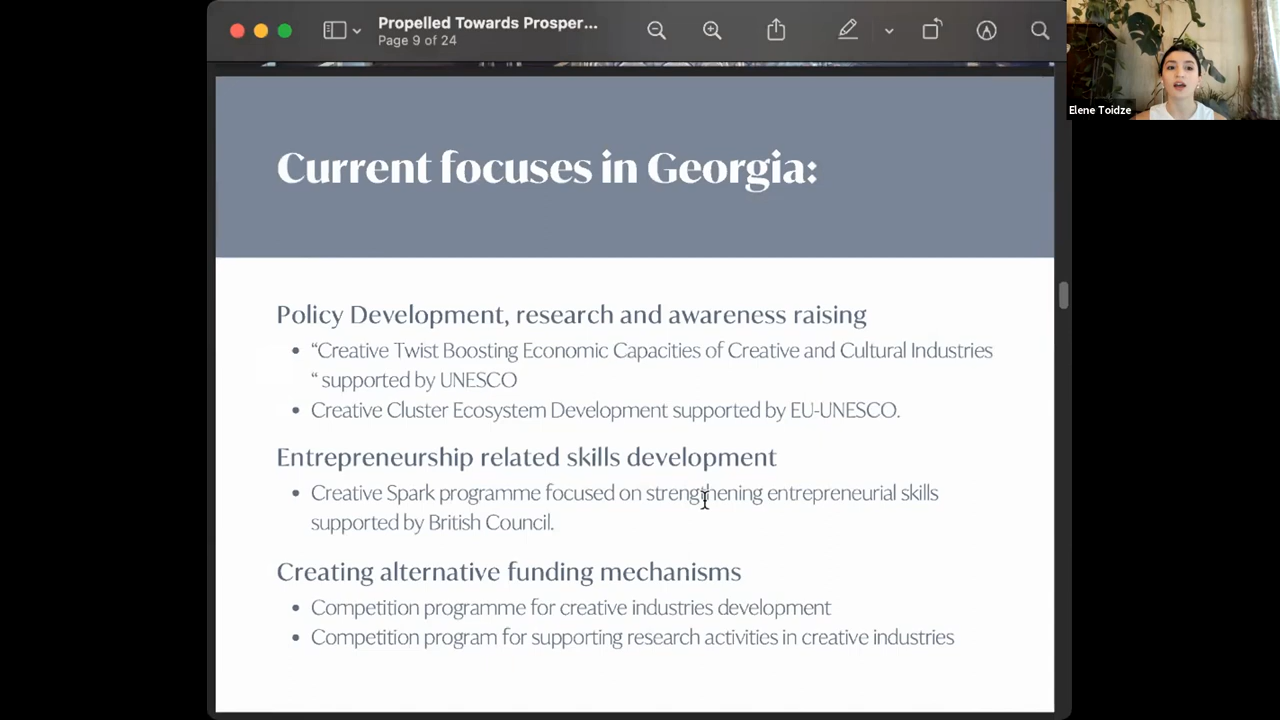 Propelled Towards Prosper...
Page 9 of 24
Elene Toidze
Current focuses in Georgia:
Policy Development, research and awareness raising
• “Creative Twist Boosting Economic Capacities of Creative and Cultural Industries
“ supported by UNESCO
• Creative Cluster Ecosystem Development supported by EU-UNESCO.
Entrepreneurship related skills development
• Creative Spark programme focused on strengthening entrepreneurial skills
supported by British Council.
Creating alternative funding mechanisms
• Competition programme for creative industries development
• Competition program for supporting research activities in creative industries